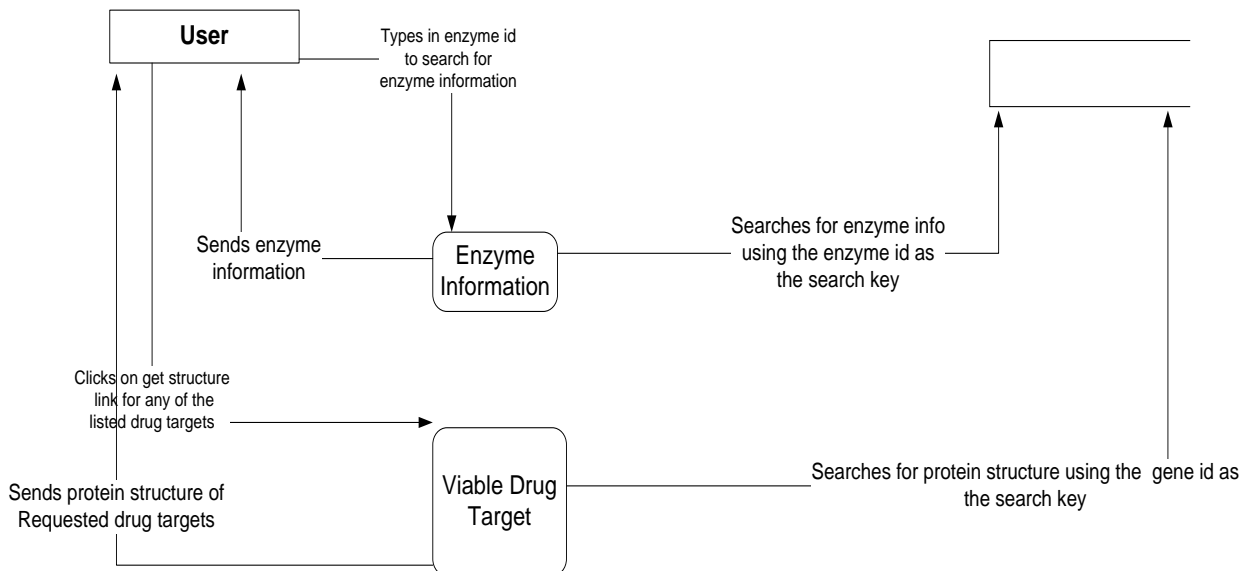 User
Types in enzyme id
to search for
enzyme information
Sends enzyme
information
Enzyme
Information
Searches for enzyme info
using the enzyme id as
the search key
Clicks on get structure
link for any of the
listed drug targets
Sends protein structure of
Requested drug targets
Viable Drug
Target
Searches for protein structure using the gene id as
the search key